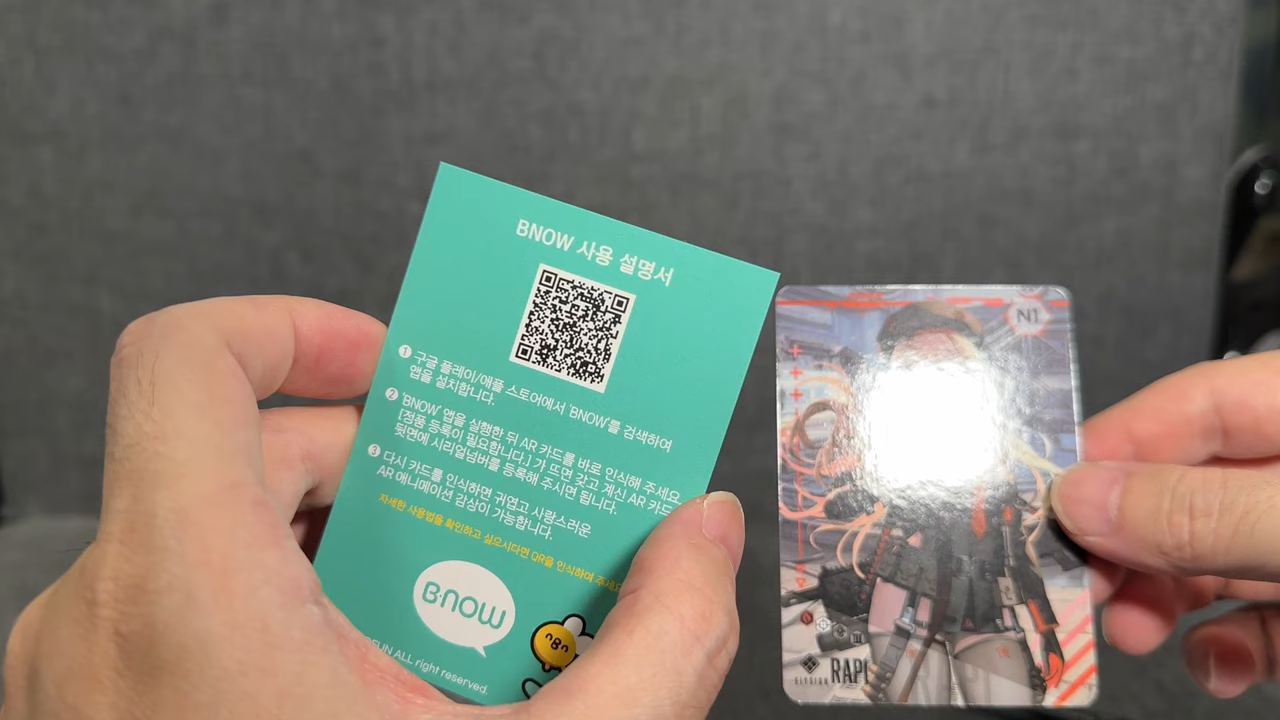 BNOW 사용 설명서
1 구글 플레이/애플 스토어에서 'BNOW'를 검색하여
앱을 설치합니다.
2 'BNOW' 앱을 실행한 뒤 AR 카드를 바로 인식해 주세요
[정품 등록이 필요합니다.] 가 뜨면 갖고 계신 AR 카드
뒷면에 시리얼넘버를 등록해 주시면 됩니다.
3 다시 카드를 인식하면 귀엽고 사랑스러운
AR 애니메이션 감상이 가능합니다.
자세한 사용법을 확인하고 싶으시다면 QR을 인식하여 주세요
B·now
ALL right reserved.
N1
ELYSION
RAPI